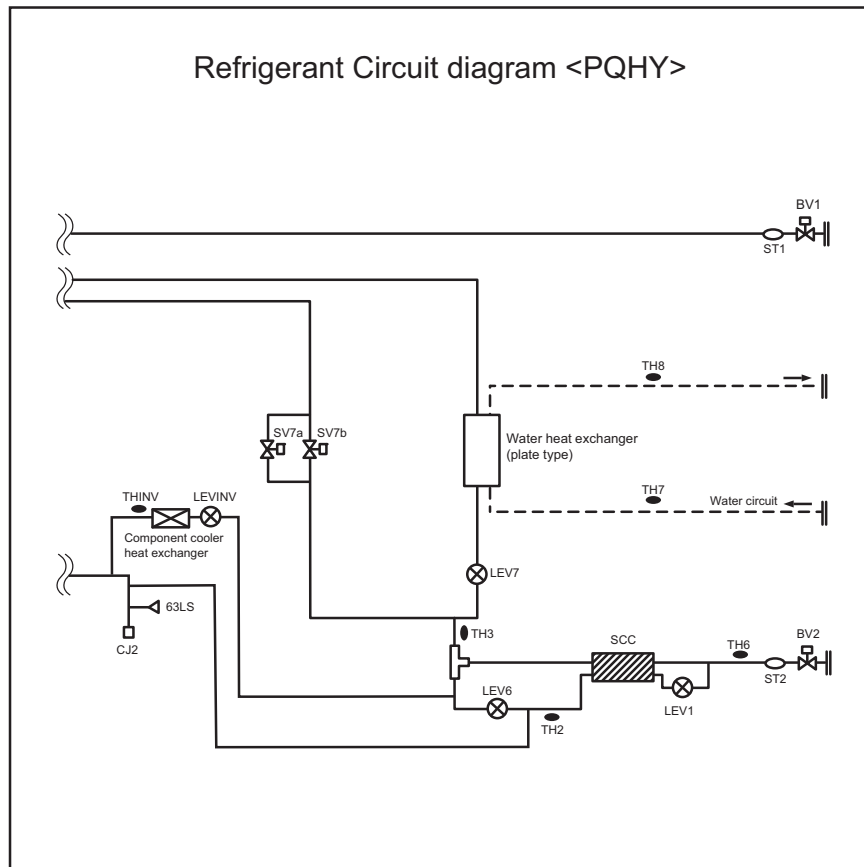 Refrigerant Circuit diagram <PQHY>
BV1
ST1
TH8
SV7a
SV7b
Water heat exchanger
(plate type)
TH7
Water circuit
THINV
LEVINV
Component cooler
heat exchanger
LEV7
63LS
CJ2
TH3
SCC
TH6
BV2
ST2
LEV6
LEV1
TH2